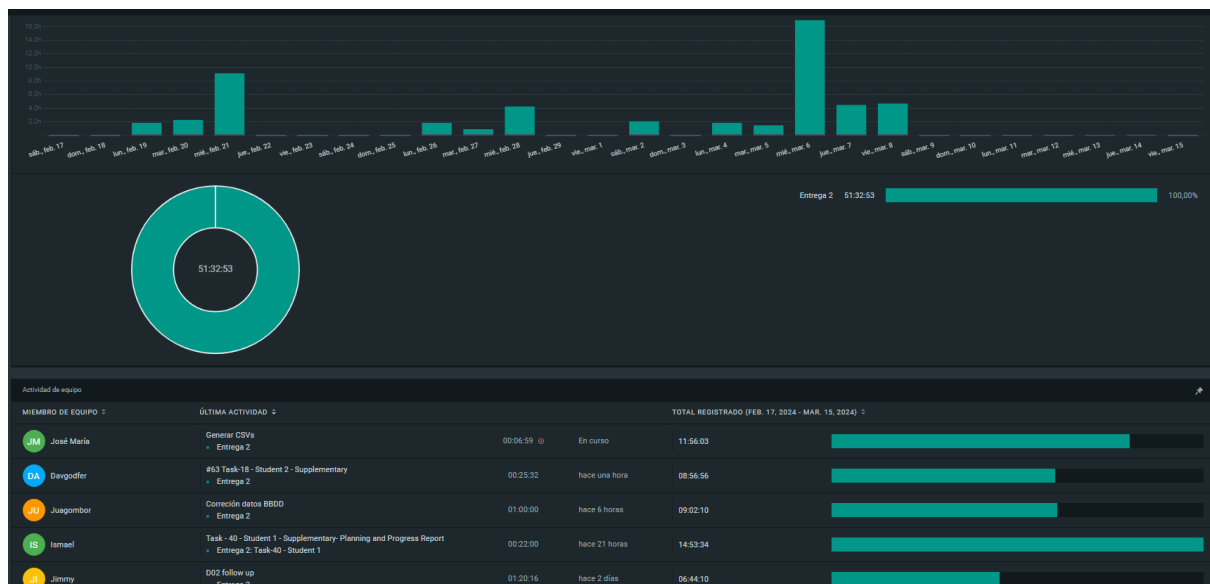 16.0h
14.0h
12.0h
10.0h
8.0h
6.0h
4.0h
2.0h
sáb., feb. 17 dom., feb. 18 lun., feb. 19 mar., feb. 20 mié., feb. 21 jue., feb. 22 vie., feb. 23 sáb., feb. 24 dom., feb. 25 lun., feb. 26 mar., feb. 27 mié., feb. 28 jue., feb. 29 vie., mar. 1 sáb., mar. 2 dom., mar. 3 lun., mar. 4 mar., mar. 5 mié., mar. 6 jue., mar. 7 vie., mar. 8 sáb., mar. 9 dom., mar. 10 lun., mar. 11 mar., mar. 12 mié., mar. 13 jue., mar. 14 vie., mar. 15
Entrega 2 51:32:53 100,00%
51:32:53
Actividad de equipo
MIEMBRO DE EQUIPO ÚLTIMA ACTIVIDAD TOTAL REGISTRADO (FEB. 17, 2024 - MAR. 15, 2024)
JM José María Generar CSVs 00:06:59 En curso 11:56:03
Entrega 2
DA Davgodfer #63 Task-18 - Student 2 - Supplementary 00:25:32 hace una hora 08:56:56
Entrega 2
JU Juagombor Correción datos BBDD 01:00:00 hace 6 horas 09:02:10
Entrega 2
IS Ismael Task - 40 - Student 1 - Supplementary- Planning and Progress Report 00:22:00 hace 21 horas 14:53:34
Entrega 2: Task-40 - Student 1
JI Jimmy D02 follow up 01:20:16 hace 2 días 06:44:10
Entrega 2